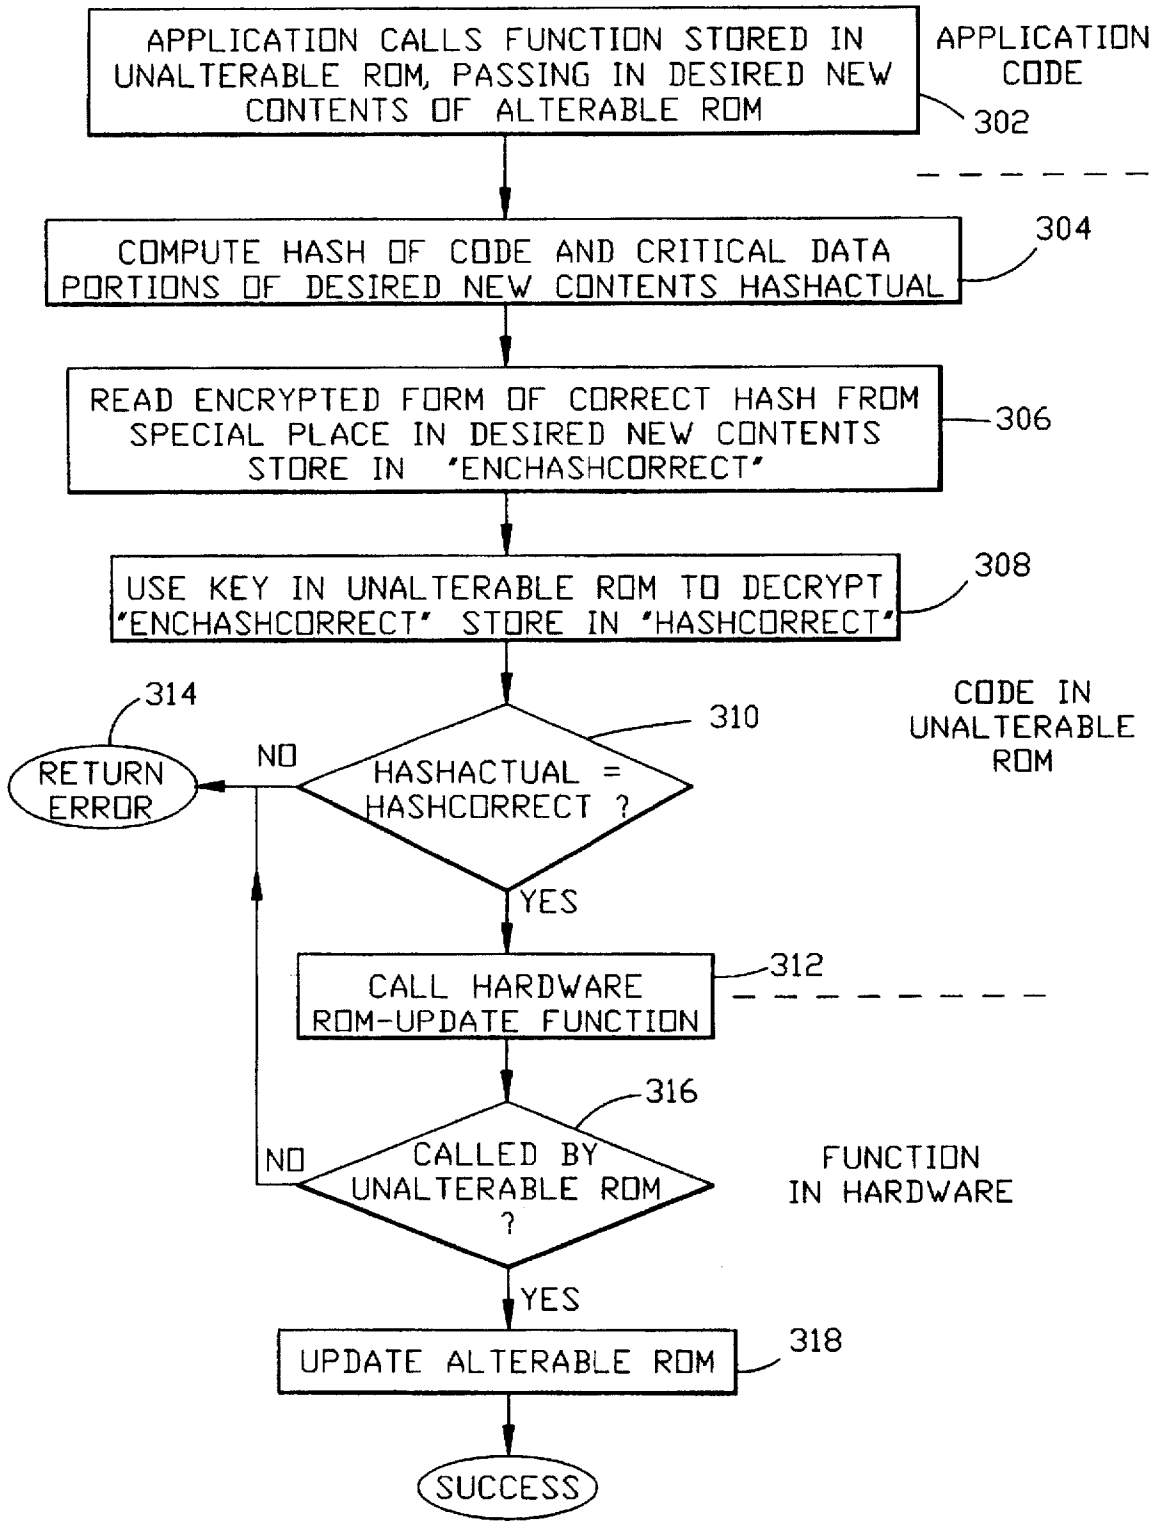 APPLICATION CALLS FUNCTION STORED IN
UNALTERABLE ROM, PASSING IN DESIRED NEW
CONTENTS OF ALTERABLE ROM
APPLICATION
CODE
302
COMPUTE HASH OF CODE AND CRITICAL DATA
PORTIONS OF DESIRED NEW CONTENTS HASHACTUAL
304
READ ENCRYPTED FORM OF CORRECT HASH FROM
SPECIAL PLACE IN DESIRED NEW CONTENTS
STORE IN "ENCHASHCORRECT"
306
USE KEY IN UNALTERABLE ROM TO DECRYPT
"ENCHASHCORRECT" STORE IN "HASHCORRECT"
308
CODE IN
UNALTERABLE
ROM
314
RETURN
ERROR
NO
310
HASHACTUAL =
HASHCORRECT ?
YES
CALL HARDWARE
ROM-UPDATE FUNCTION
312
316
NO
CALLED BY
UNALTERABLE ROM
?
FUNCTION
IN HARDWARE
YES
UPDATE ALTERABLE ROM
318
SUCCESS